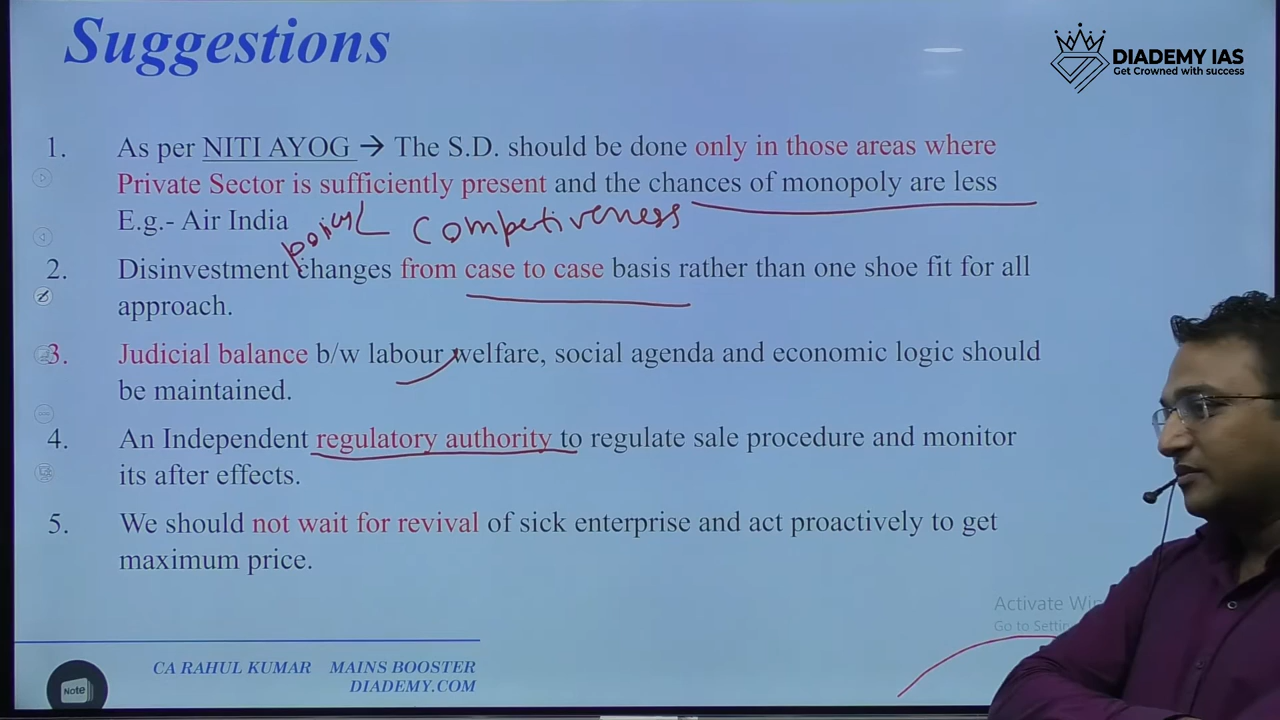 Suggestions
DIADEMY IAS
Get Crowned with success
1. As per NITI AYOG → The S.D. should be done only in those areas where
Private Sector is sufficiently present and the chances of monopoly are less
E.g.- Air India
Competiveness
2. Disinvestment changes from case to case basis rather than one shoe fit for all
approach.
3. Judicial balance b/w labour welfare, social agenda and economic logic should
be maintained.
4. An Independent regulatory authority to regulate sale procedure and monitor
its after effects.
5. We should not wait for revival of sick enterprise and act proactively to get
maximum price.
Activate Win
Go to Settin
CA RAHUL KUMAR MAINS BOOSTER
DIADEMY.COM
Note